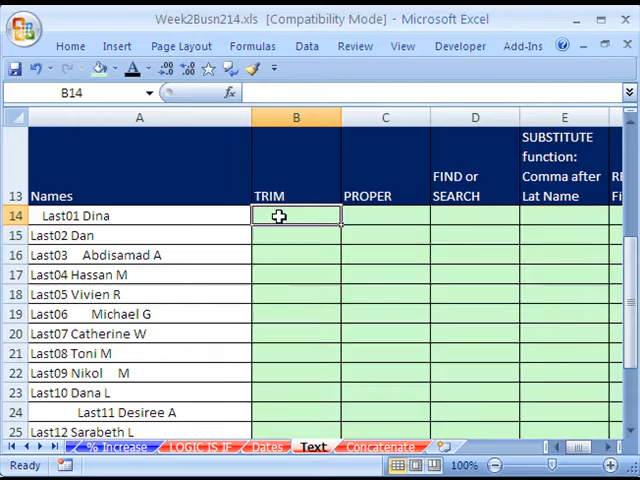 Week2Busn214.xls [Compatibility Mode] - Microsoft Excel
Home Insert Page Layout Formulas Data Review View Developer Add-Ins
B14 fx
A B C D E
13 Names TRIM PROPER FIND or SEARCH SUBSTITUTE function: Comma after Lat Name
14 Last01 Dina
15 Last02 Dan
16 Last03 Abdisamad A
17 Last04 Hassan M
18 Last05 Vivien R
19 Last06 Michael G
20 Last07 Catherine W
21 Last08 Toni M
22 Last09 Nikol M
23 Last10 Dana L
24 Last11 Desiree A
25 Last12 Sarabeth L
% Increase LOGIC IS IF Dates Text Concatenate
Ready 100%